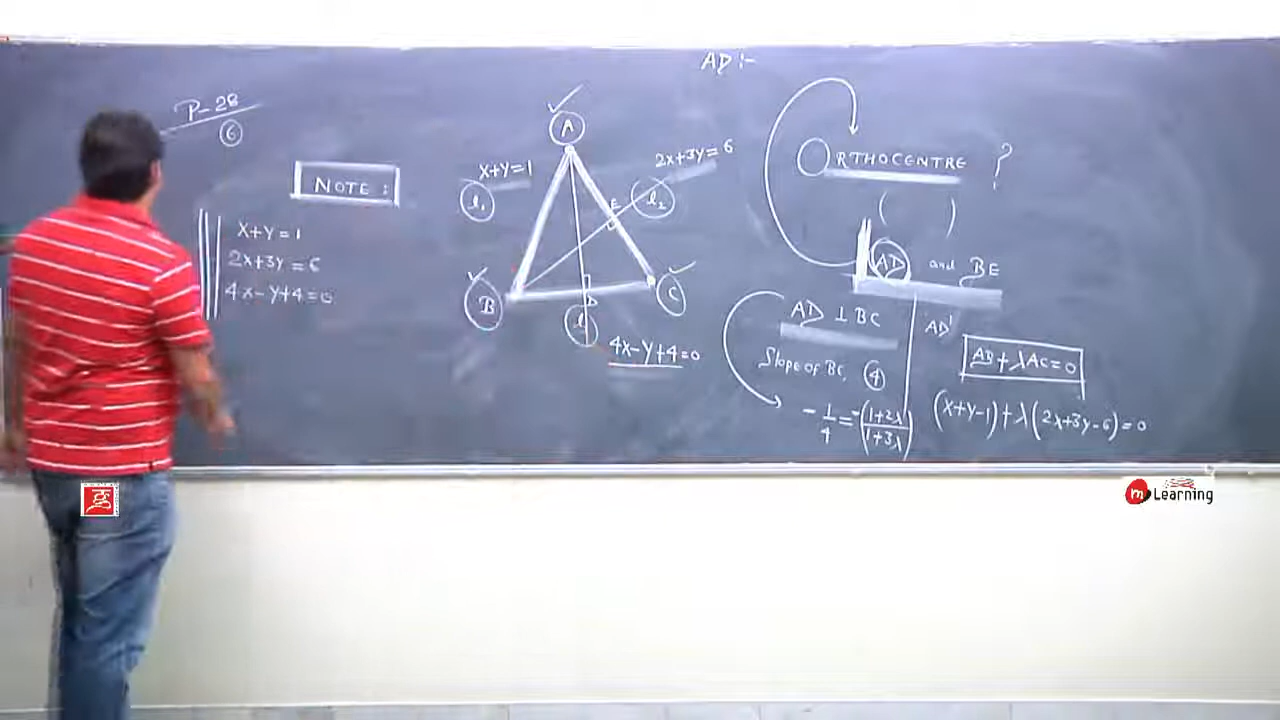 P-28
6
NOTE :
x+y=1
2x+3y=6
4x-y+4=0
A
x+y=1
l₁
2x+3y=6
l₂
E
B
D
C
4x-y+4=0
AD :-
ORTHOCENTRE ?
( )
AD and BE
AD ⊥ BC
Slope of BC, 4
-1/4 = -(1+2λ/1+3λ)
AD'
AB + λAC=0
(x+y-1)+λ(2x+3y-6)=0
m Learning